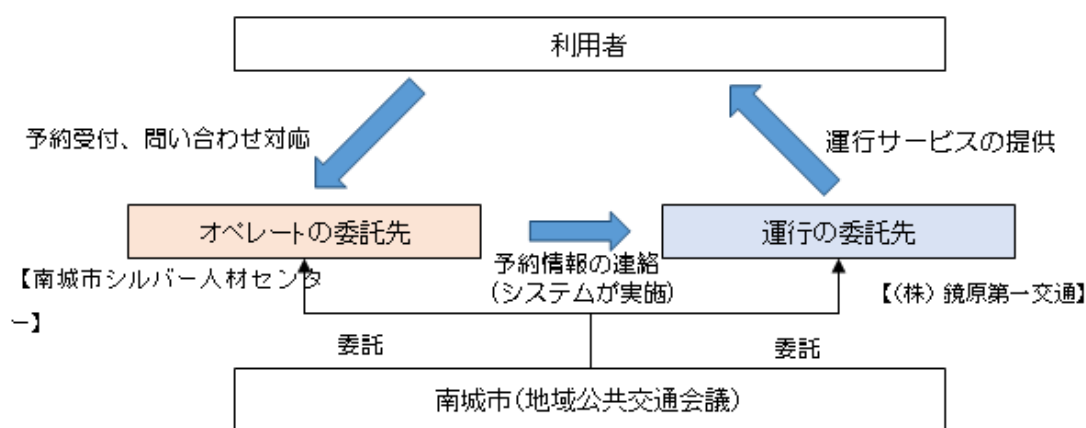 利用者
予約受付、問い合わせ対応
運行サービスの提供
オペレートの委託先
運行の委託先
予約情報の連絡
(システムが実施)
【南城市シルバー人材センタ
ー】
【(株) 鏡原第一交通】
委託
委託
南城市(地域公共交通会議)